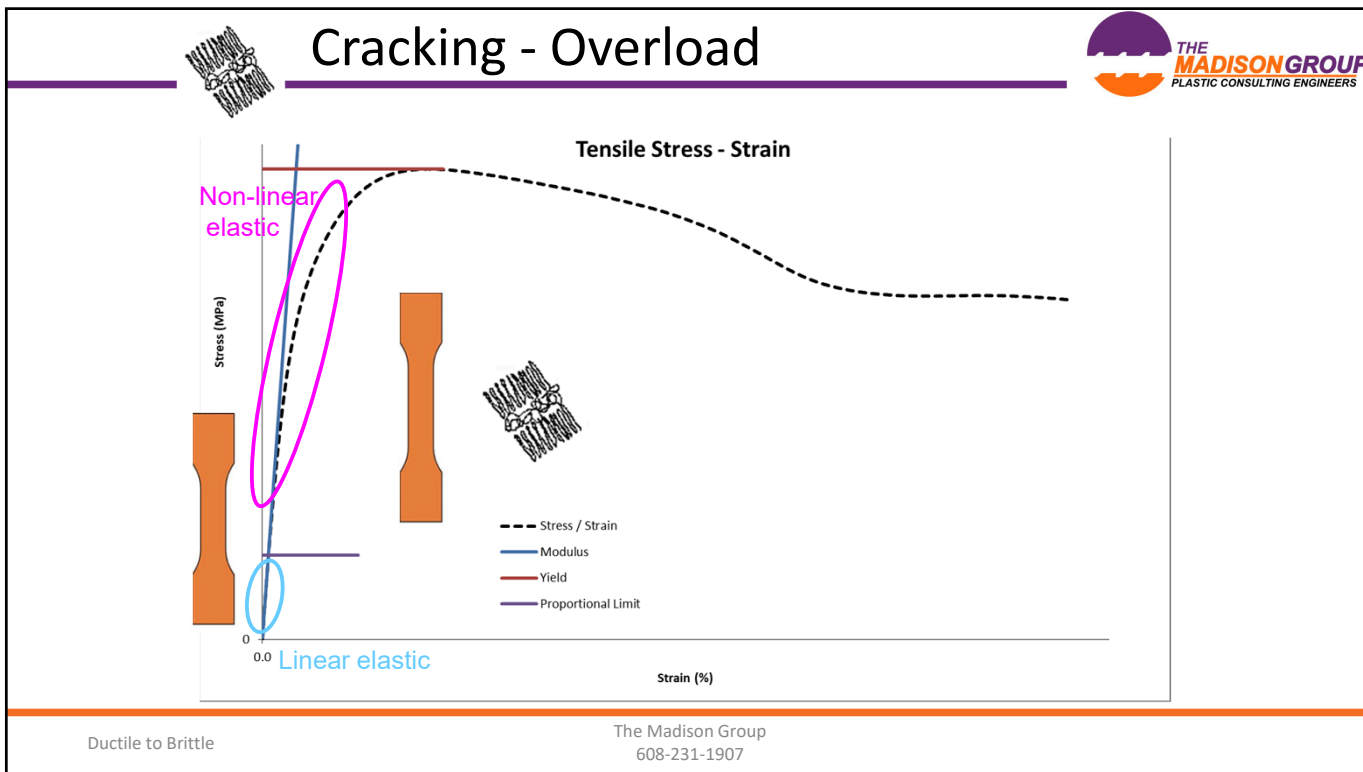 Cracking - Overload
THE
MADISON GROUP
PLASTIC CONSULTING ENGINEERS
Tensile Stress - Strain
Non-linear
elastic
Stress (MPa)
Stress / Strain
Modulus
Yield
Proportional Limit
0
0.0
Linear elastic
Strain (%)
Ductile to Brittle
The Madison Group
608-231-1907